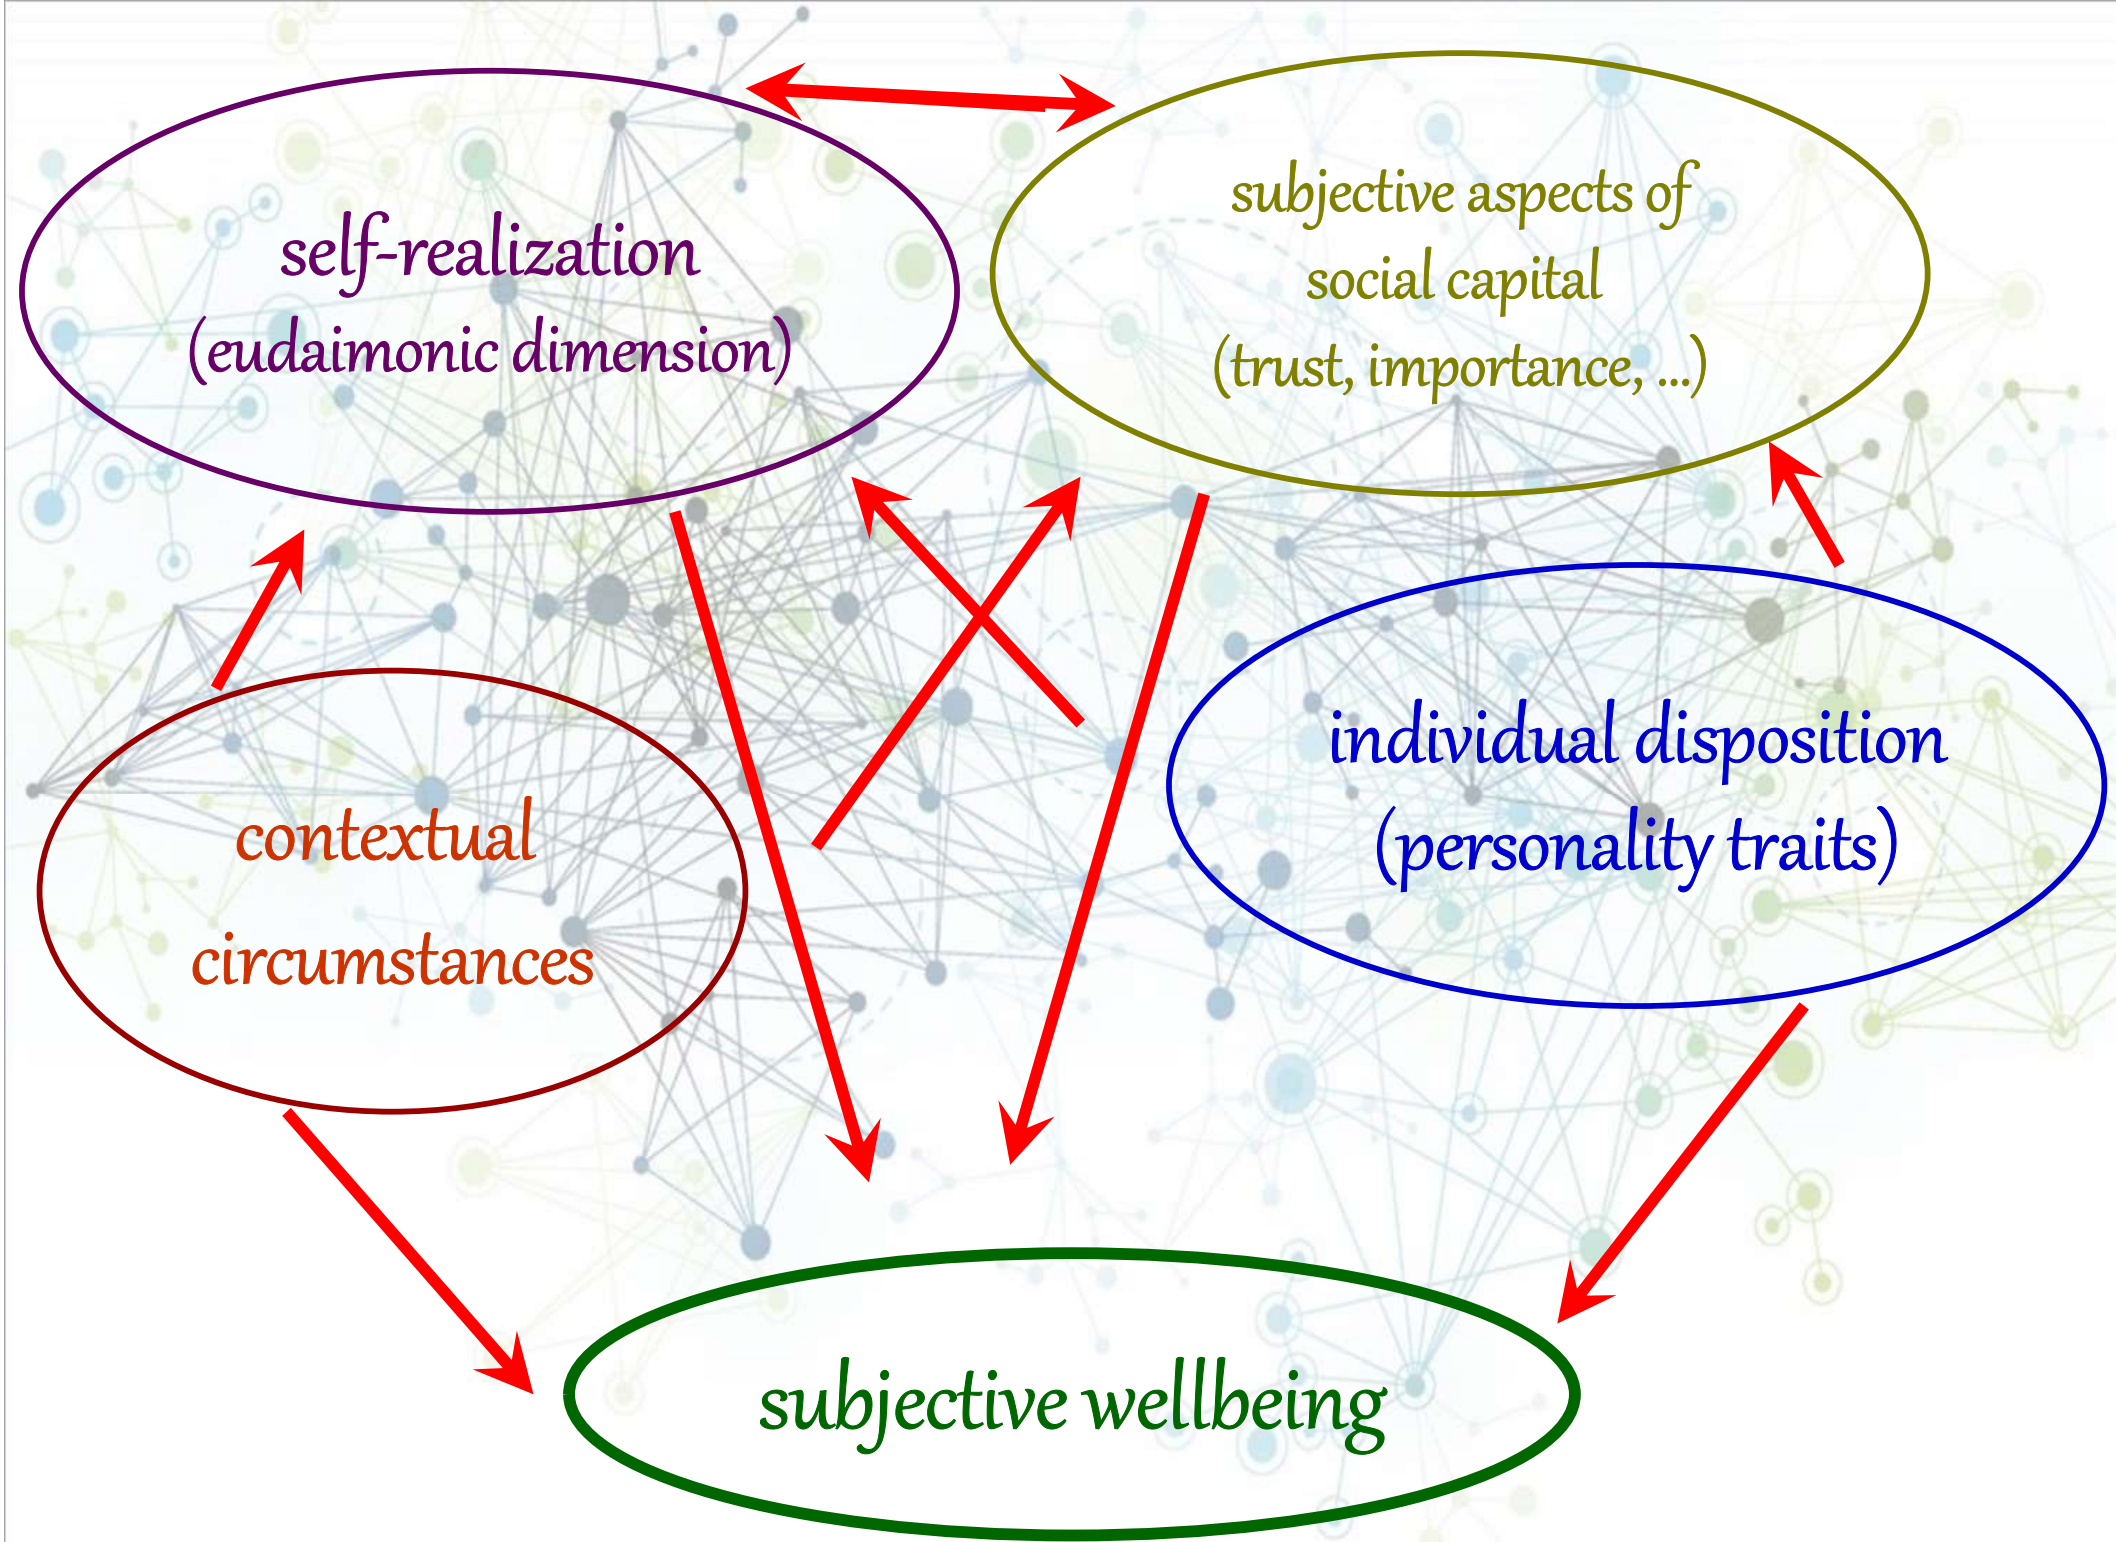 self-realization
(eudaimonic dimension)
subjective aspects of
social capital
(trust, importance, ...)
contextual
circumstances
individual disposition
(personality traits)
subjective wellbeing